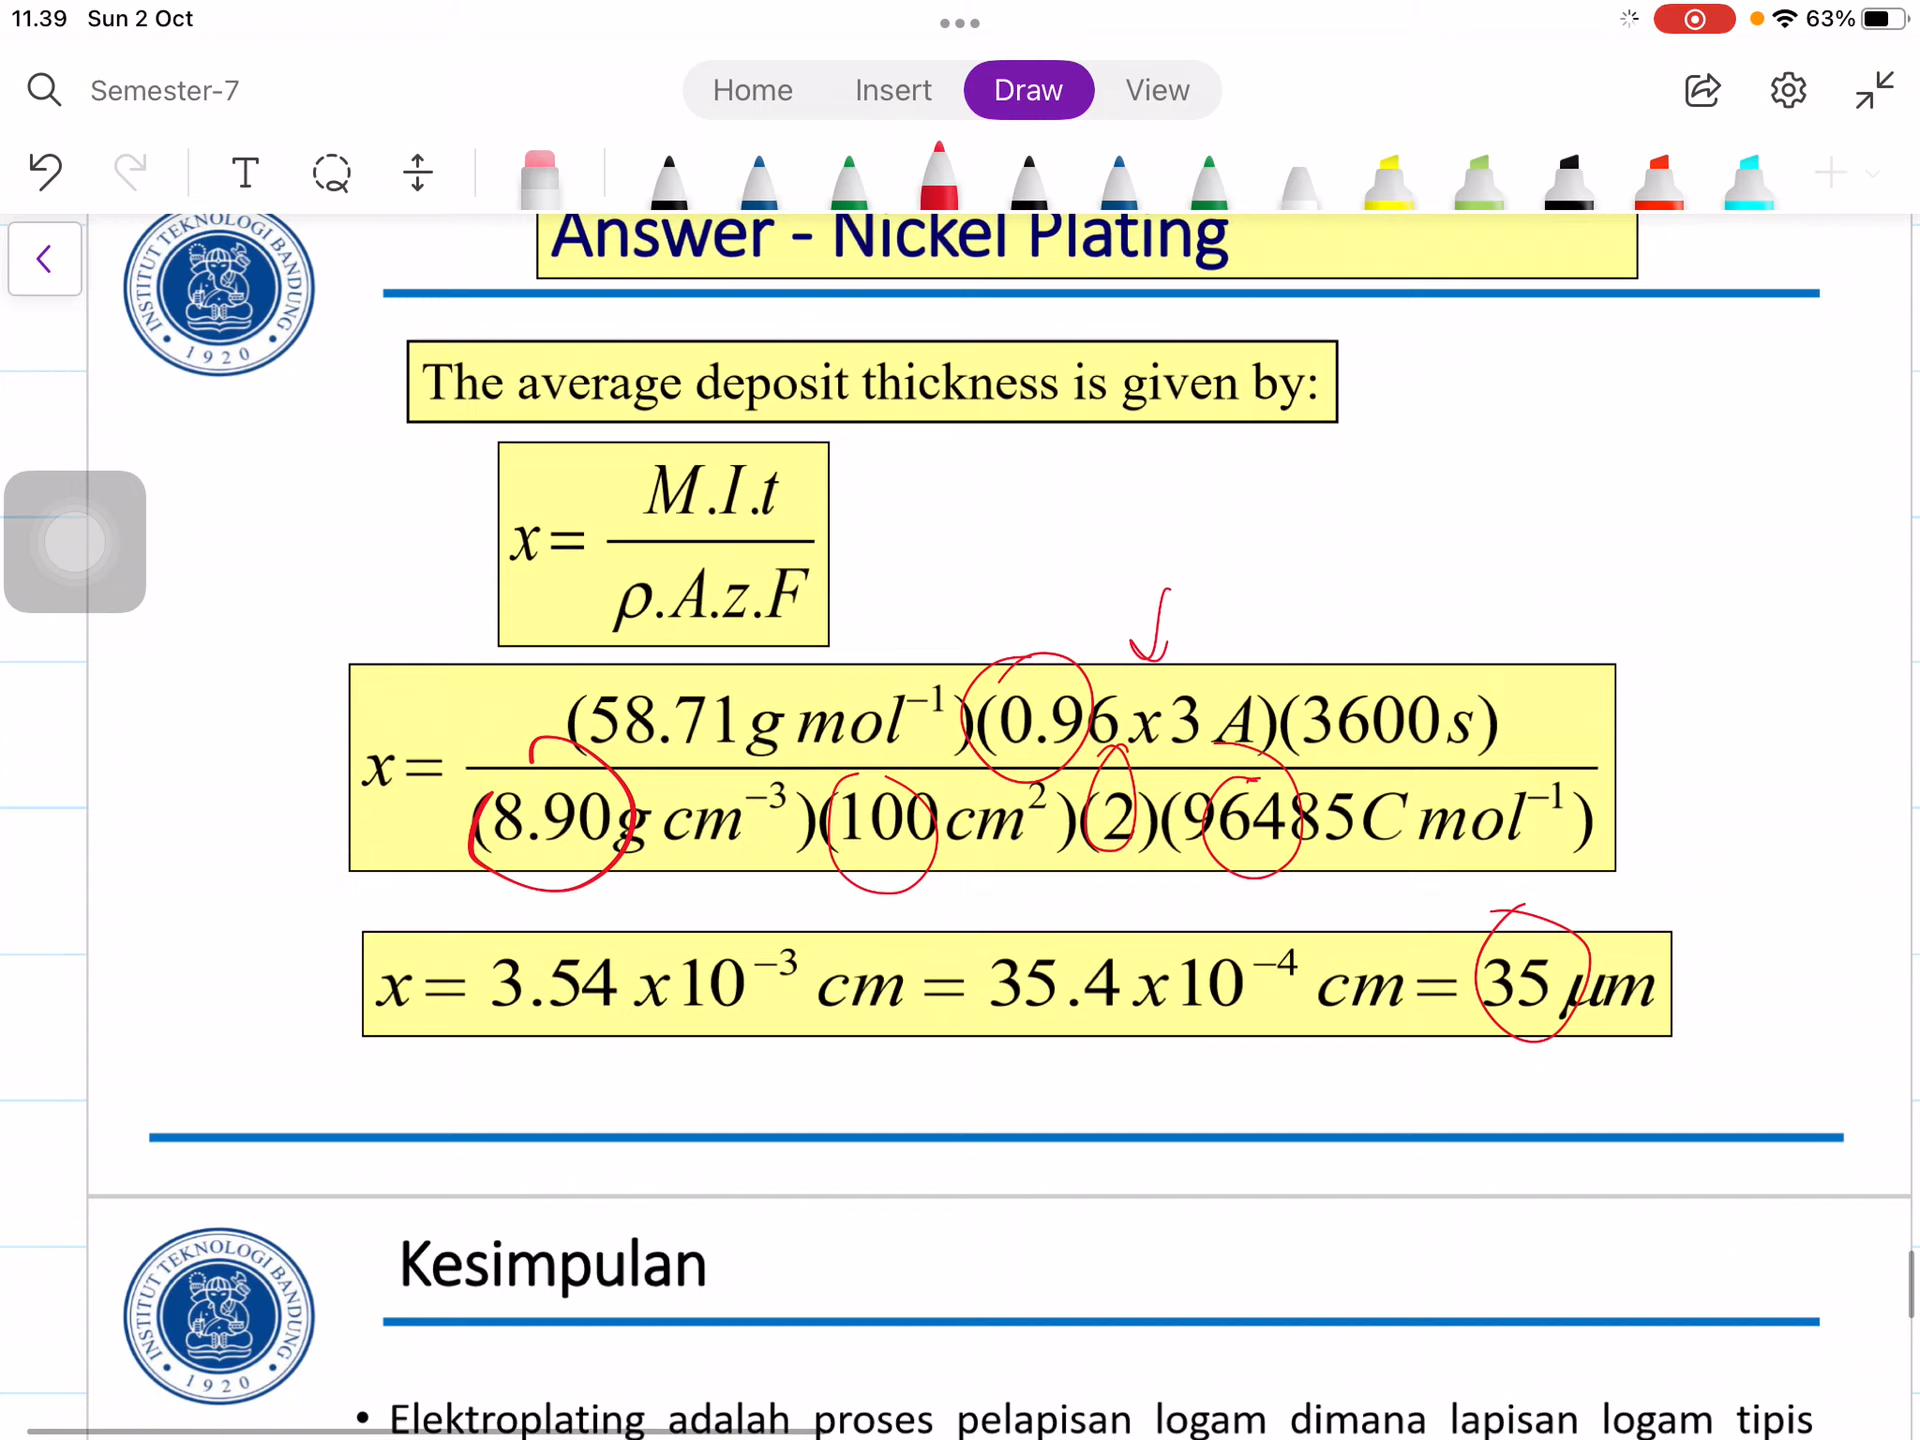 11.39 Sun 2 Oct
63%
Semester-7
Home Insert Draw View
T
INSTITUT TEKNOLOGI BANDUNG
1920
Answer - Nickel Plating
The average deposit thickness is given by:
x = M.I.t / ρ.A.z.F
x = (58.71 g mol⁻¹)(0.96 x 3 A)(3600 s) / (8.90 g cm⁻³)(100 cm²)(2)(96485 C mol⁻¹)
x = 3.54 x10⁻³ cm = 35.4 x10⁻⁴ cm = 35 μm
INSTITUT TEKNOLOGI BANDUNG
1920
Kesimpulan
• Elektroplating adalah proses pelapisan logam dimana lapisan logam tipis